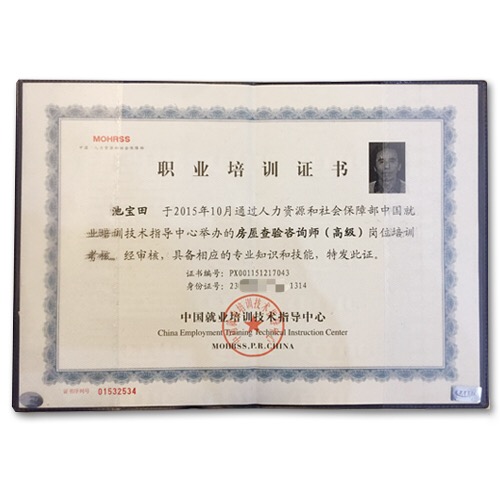 MOHRSS
职业培训证书
池宝田 于2015年10月通过人力资源和社会保障部中国就
业培训技术指导中心举办的房屋查验咨询师（高级）岗位培训
考核，经审核，具备相应的专业知识和技能，特发此证。
证书编号：PX001151217043
身份证号：23 1314
中国就业培训技术指导中心
China Employment Training Technical Instruction Center
MOHRSS,P.R.CHINA
01532534